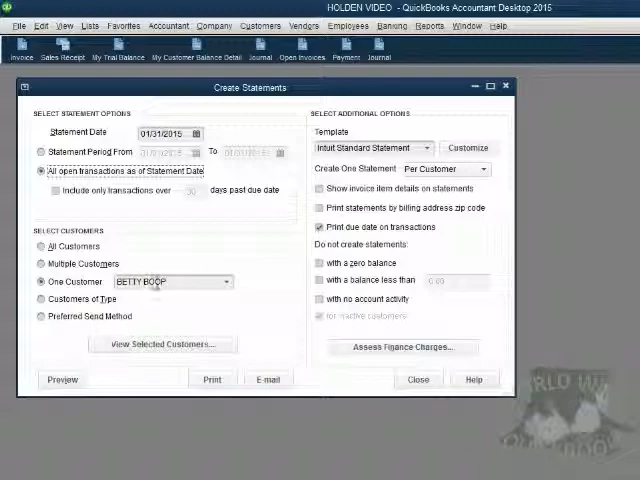 HOLDEN VIDEO - QuickBooks Accountant Desktop 2015
File Edit View Lists Favorites Accountant Company Customers Vendors Employees Banking Reports Window Help
Invoice Sales Receipt My Trial Balance My Customer Balance Detail Journal Open Invoices Payment Journal
Create Statements
SELECT STATEMENT OPTIONS
Statement Date 01/31/2015
Statement Period From To
All open transactions as of Statement Date
Include only transactions over 30 days past due date
SELECT CUSTOMERS
All Customers
Multiple Customers
One Customer BETTY BOOP
Customers of Type
Preferred Send Method
View Selected Customers...
Preview Print E-mail
SELECT ADDITIONAL OPTIONS
Template
Intuit Standard Statement Customize
Create One Statement Per Customer
Show invoice item details on statements
Print statements by billing address zip code
Print due date on transactions
Do not create statements:
with a zero balance
with a balance less than 0.00
with no account activity
for inactive customers
Assess Finance Charges...
Close Help